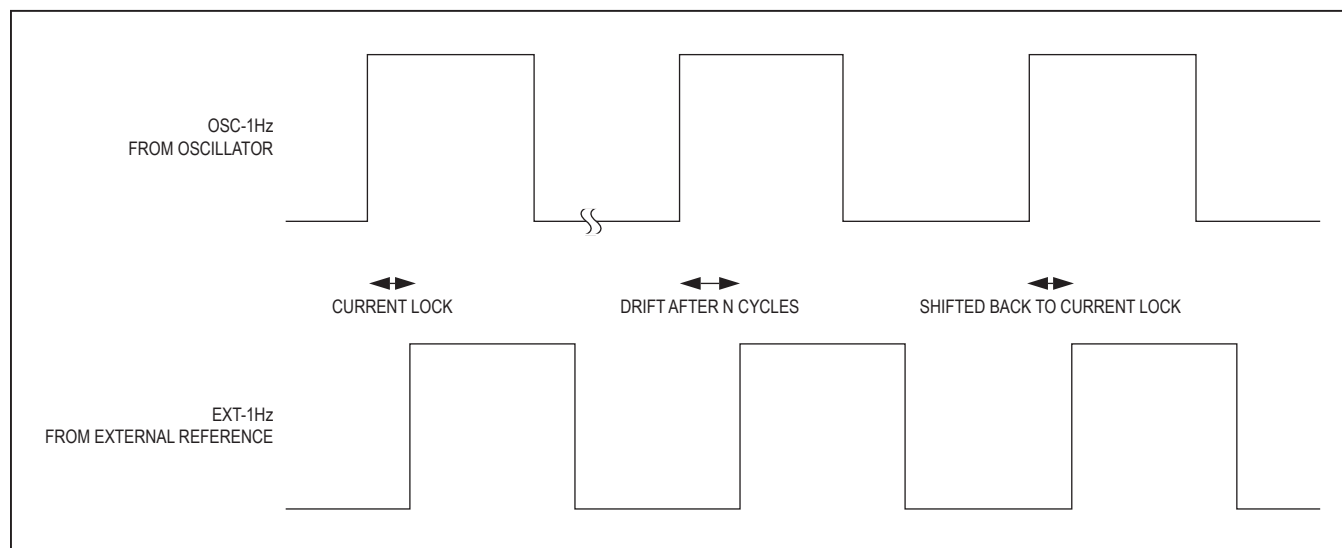 OSC-1Hz
FROM OSCILLATOR
CURRENT LOCK
DRIFT AFTER N CYCLES
SHIFTED BACK TO CURRENT LOCK
EXT-1Hz
FROM EXTERNAL REFERENCE